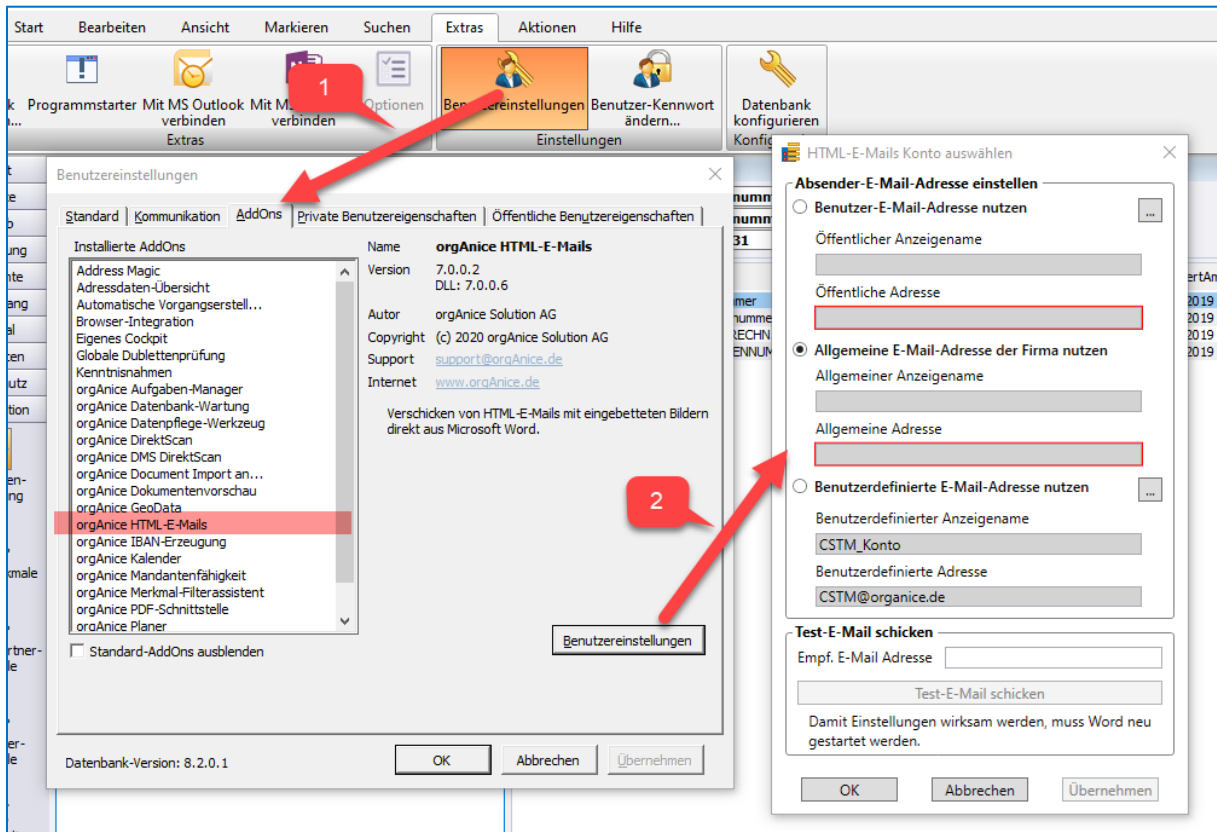 Start Bearbeiten Ansicht Markieren Suchen Extras Aktionen Hilfe
Programmstarter
Mit MS Outlook
verbinden
verbinden
Optionen
Benutzereinstellungen
Benutzer-Kennwort
ändern...
Datenbank
konfigurieren
Extras
Einstellungen
1
Benutzereinstellungen
Standard Kommunikation AddOns Private Benutzereigenschaften Öffentliche Benutzereigenschaften
Installierte AddOns
Address Magic
Adressdaten-Übersicht
Automatische Vorgangserstell...
Browser-Integration
Eigenes Cockpit
Globale Dublettenprüfung
Kenntnisnahmen
orgAnice Aufgaben-Manager
orgAnice Datenbank-Wartung
orgAnice Datenpflege-Werkzeug
orgAnice DirektScan
orgAnice DMS DirektScan
orgAnice Document Import an...
orgAnice Dokumentenvorschau
orgAnice GeoData
orgAnice HTML-E-Mails
orgAnice IBAN-Erzeugung
orgAnice Kalender
orgAnice Mandantenfähigkeit
orgAnice Merkmal-Filterassistent
orgAnice PDF-Schnittstelle
orgAnice Planer
Standard-AddOns ausblenden
Name orgAnice HTML-E-Mails
Version 7.0.0.2
DLL: 7.0.0.6
Autor orgAnice Solution AG
Copyright (c) 2020 orgAnice Solution AG
Support support@orgAnice.de
Internet www.orgAnice.de
Verschicken von HTML-E-Mails mit eingebetteten Bildern
direkt aus Microsoft Word.
Benutzereinstellungen
Datenbank-Version: 8.2.0.1
OK Abbrechen Übernehmen
2
HTML-E-Mails Konto auswählen
Absender-E-Mail-Adresse einstellen
Benutzer-E-Mail-Adresse nutzen ...
Öffentlicher Anzeigename
Öffentliche Adresse
Allgemeine E-Mail-Adresse der Firma nutzen
Allgemeiner Anzeigename
Allgemeine Adresse
Benutzerdefinierte E-Mail-Adresse nutzen ...
Benutzerdefinierter Anzeigename
CSTM_Konto
Benutzerdefinierte Adresse
CSTM@organice.de
Test-E-Mail schicken
Empf. E-Mail Adresse
Test-E-Mail schicken
Damit Einstellungen wirksam werden, muss Word neu
gestartet werden.
OK Abbrechen Übernehmen
2019
2019
2019
2019